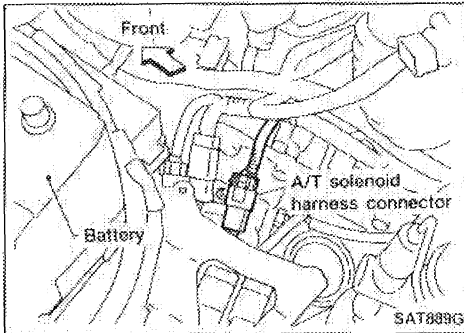 Front
A/T solenoid
harness connector
Battery
SAT889G